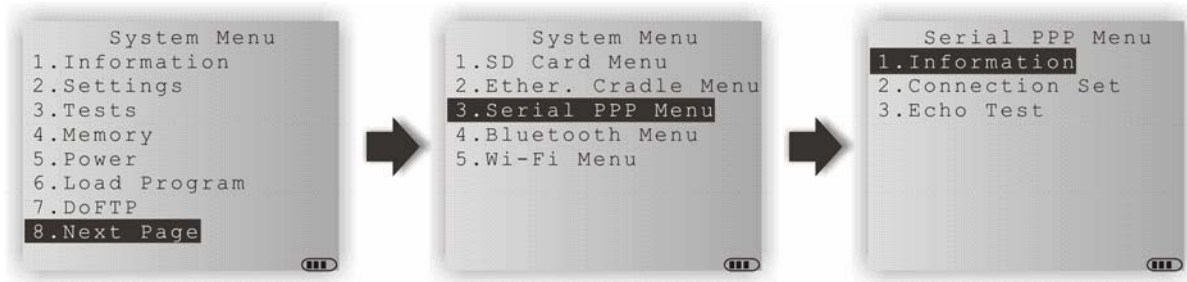 System Menu
1.Information
2.Settings
3.Tests
4.Memory
5.Power
6.Load Program
7.DoFTP
8.Next Page
System Menu
1.SD Card Menu
2.Ether. Cradle Menu
3.Serial PPP Menu
4.Bluetooth Menu
5.Wi-Fi Menu
Serial PPP Menu
1.Information
2.Connection Set
3.Echo Test